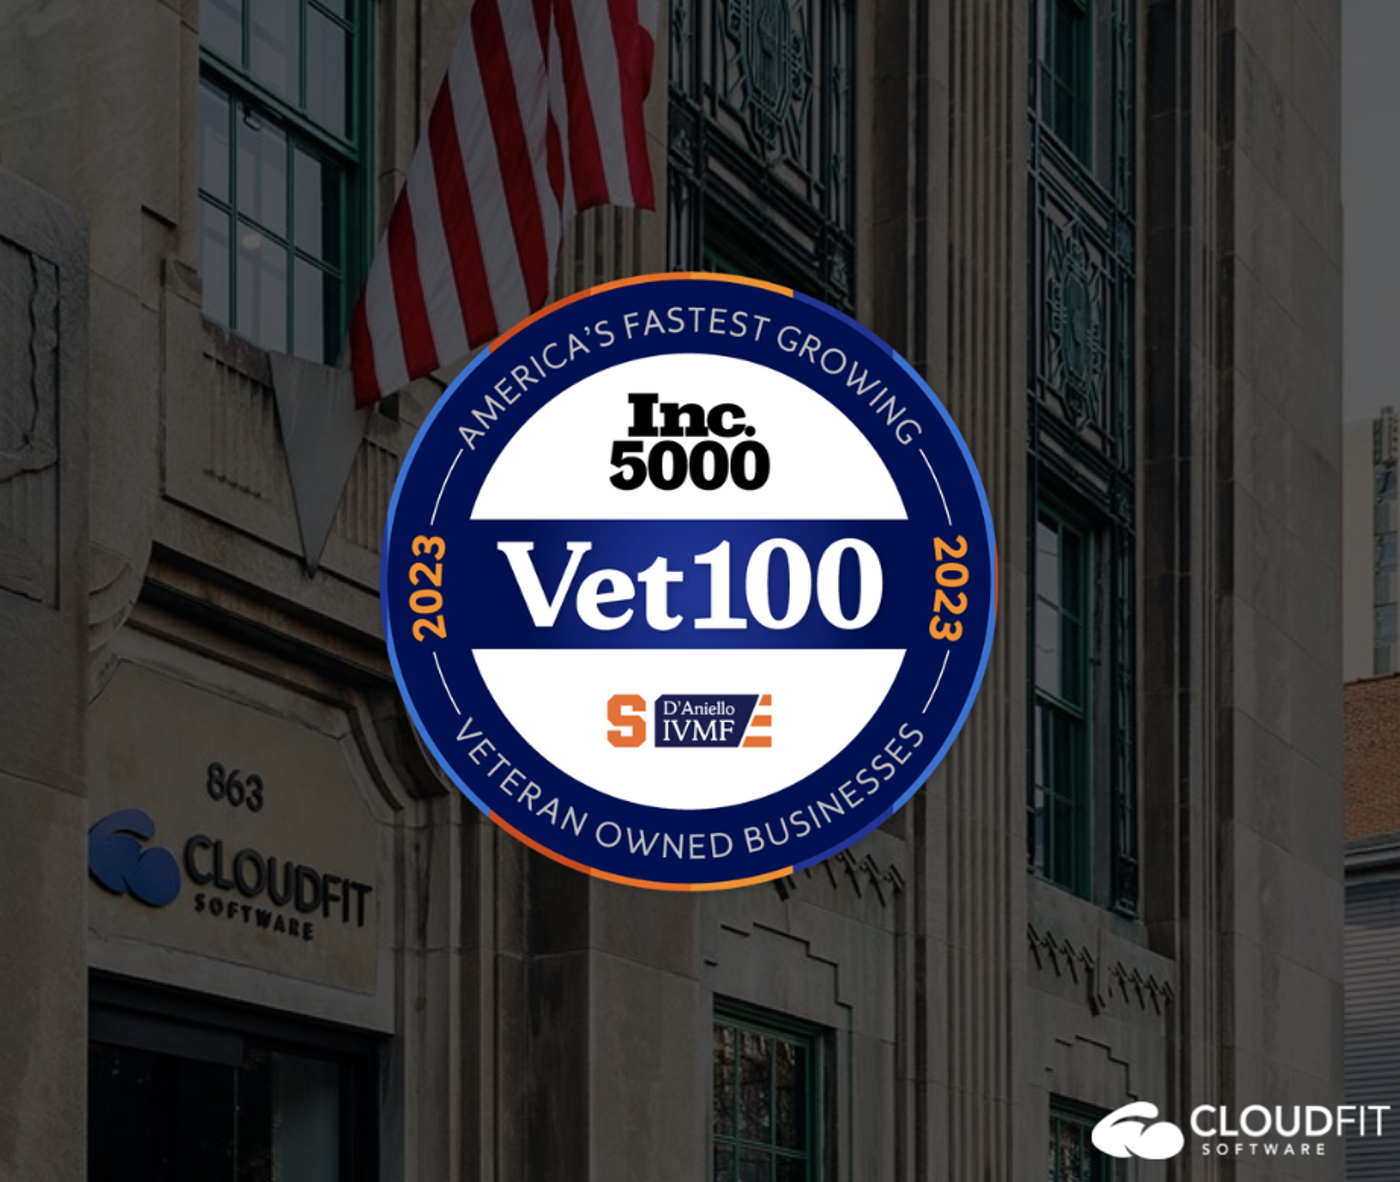 AMERICA'S FASTEST GROWING
Inc.
5000
2023
Vet100
2023
S D'Aniello
IVMF
VETERAN OWNED BUSINESSES
863
CLOUDFIT
SOFTWARE
CLOUDFIT
SOFTWARE